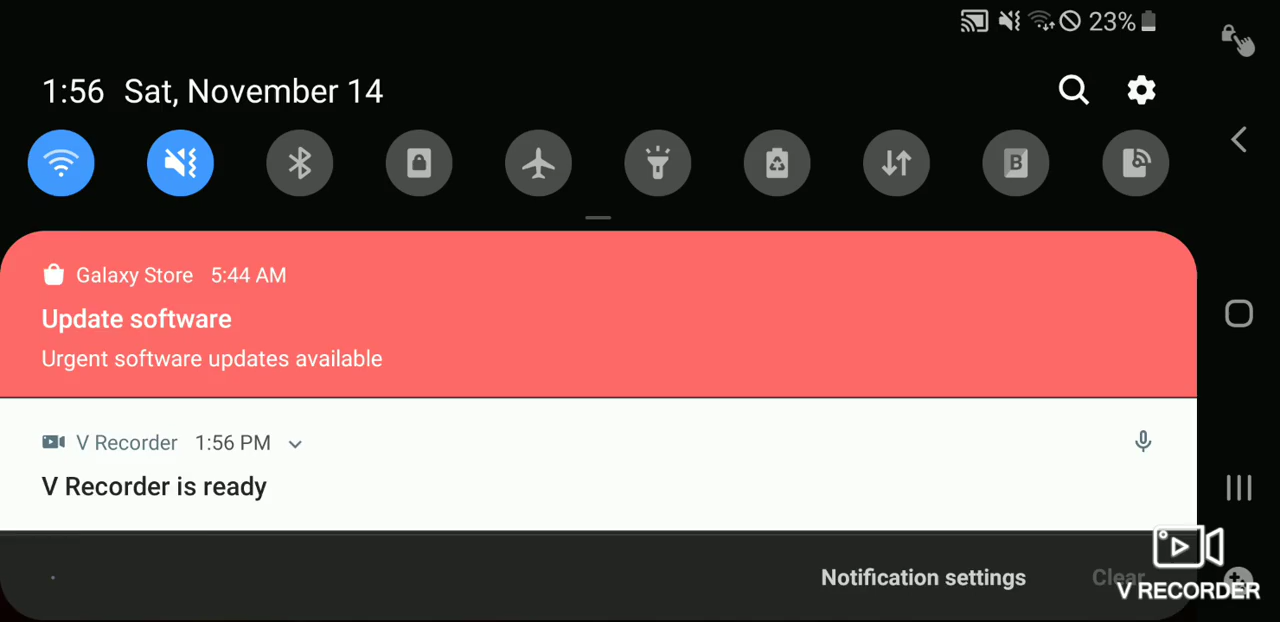 23%
1:56 Sat, November 14
B
Galaxy Store 5:44 AM
Update software
Urgent software updates available
V Recorder 1:56 PM
V Recorder is ready
Notification settings Clear
V RECORDER